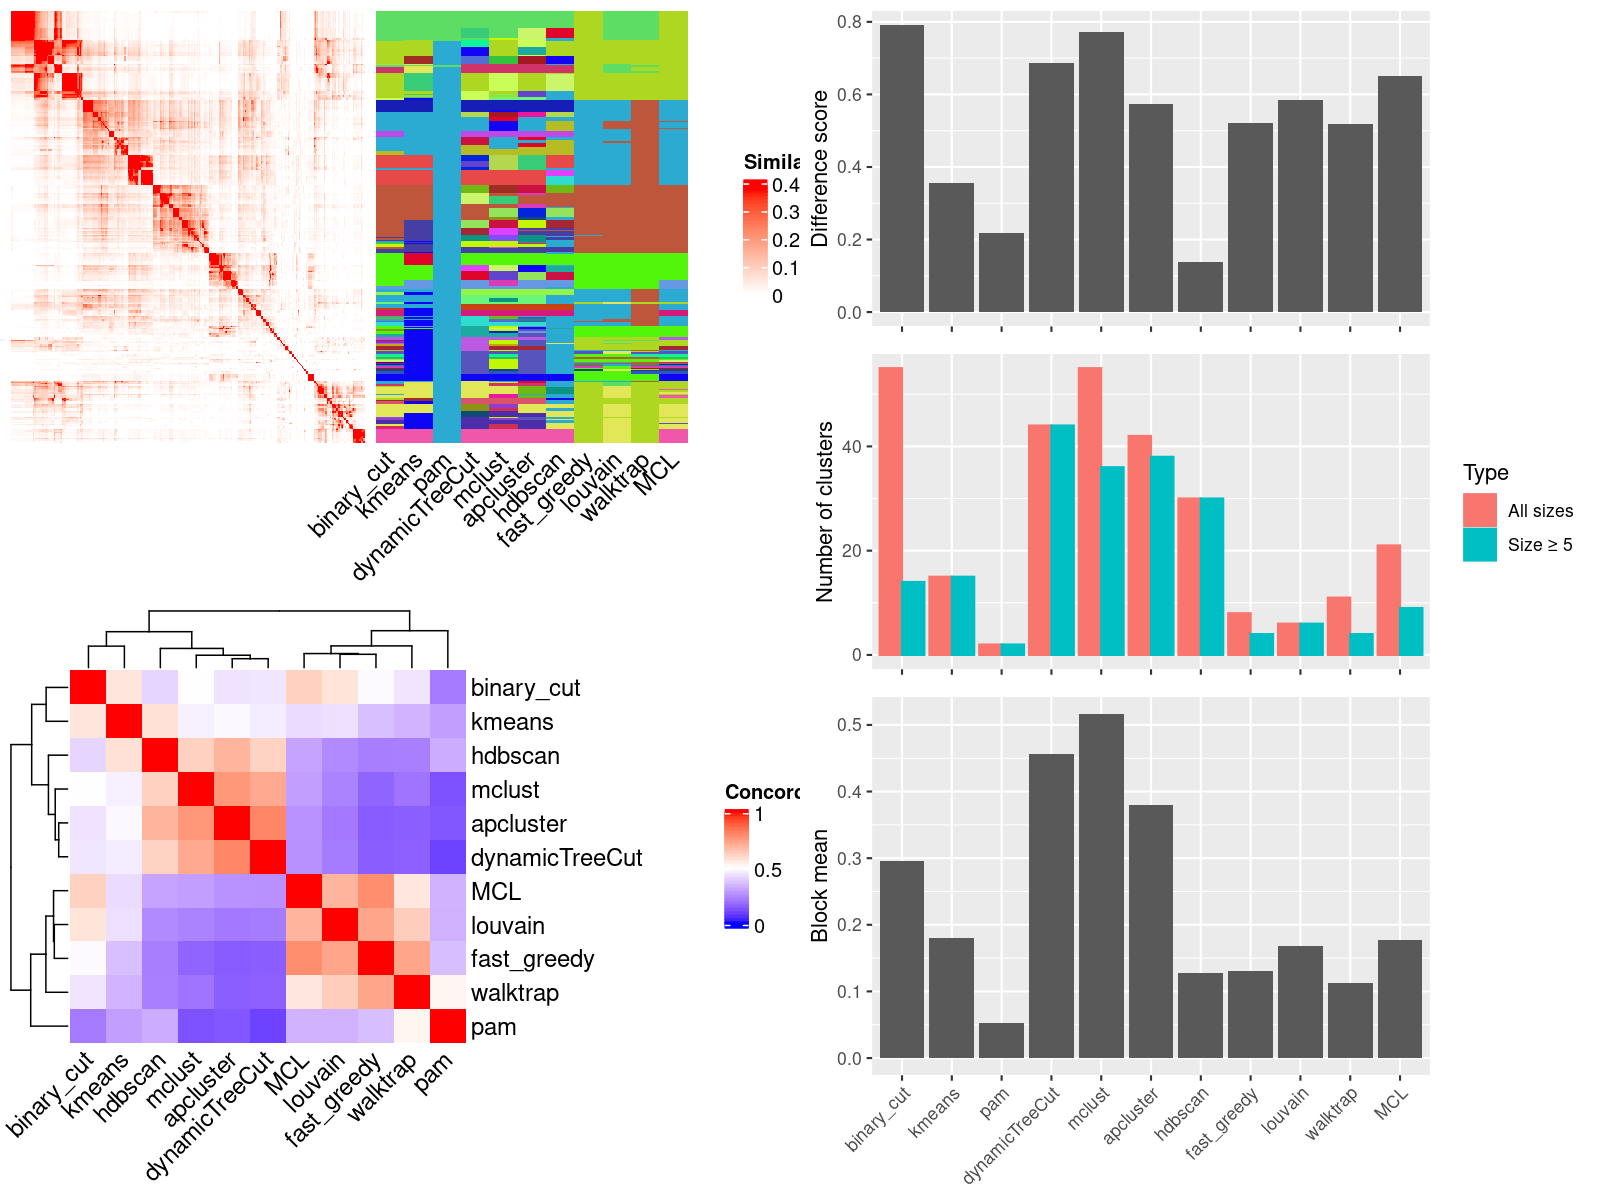 Simila
0.4
0.3
0.2
0.1
0
binary_cut
kmeans
pam
dynamicTreeCut
mclust
apcluster
hdbscan
fast_greedy
louvain
walktrap
MCL
Difference score
0.8
0.6
0.4
0.2
0.0
Number of clusters
40
20
0
Type
All sizes
Size ≥ 5
binary_cut
kmeans
hdbscan
mclust
apcluster
dynamicTreeCut
MCL
louvain
fast_greedy
walktrap
pam
binary_cut
kmeans
hdbscan
mclust
apcluster
dynamicTreeCut
MCL
louvain
fast_greedy
walktrap
pam
Concord
1
0.5
0
Block mean
0.5
0.4
0.3
0.2
0.1
0.0
binary_cut
kmeans
pam
dynamicTreeCut
mclust
apcluster
hdbscan
fast_greedy
louvain
walktrap
MCL